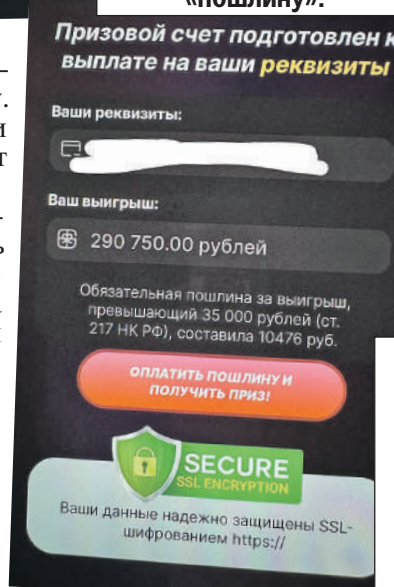 «пошлину».
Призовой счет подготовлен к
выплате на ваши реквизиты
Ваши реквизиты:
Ваш выигрыш:
290 750.00 рублей
Обязательная пошлина за выигрыш,
превышающий 35 000 рублей (ст.
217 НК РФ), составила 10476 руб.
ОПЛАТИТЬ ПОШЛИНУ И
ПОЛУЧИТЬ ПРИЗ!
SECURE
SSL ENCRYPTION
Ваши данные надежно защищены SSL-
шифрованием https://